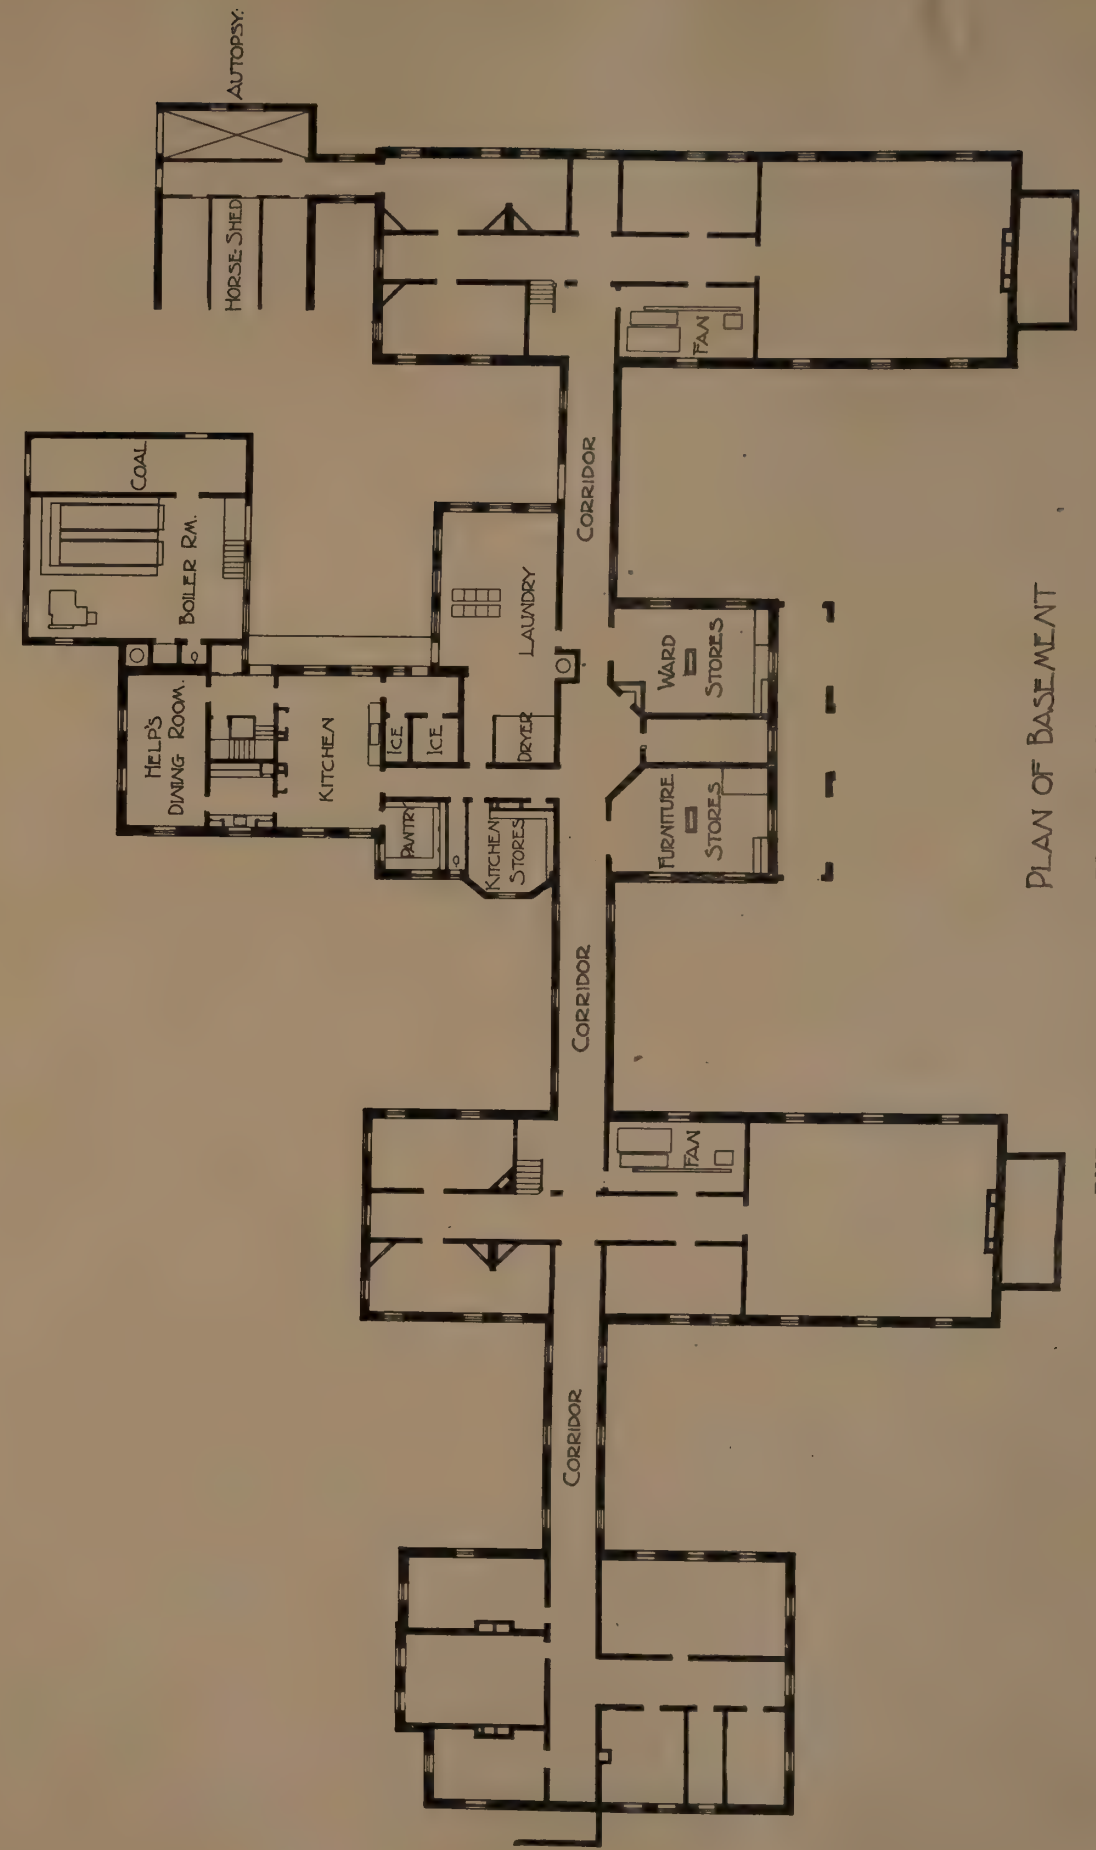 AUTOPSY:
HORSE-SHED
COAL
BOILER RM.
HELP'S
DINING ROOM.
KITCHEN
ICE
ICE
LAUNDRY
DRYER
PANTRY
KITCHEN
STORES
CORRIDOR
FAN
WARD
STORES
FURNITURE
STORES
CORRIDOR
FAN
CORRIDOR
PLAN OF BASEMENT